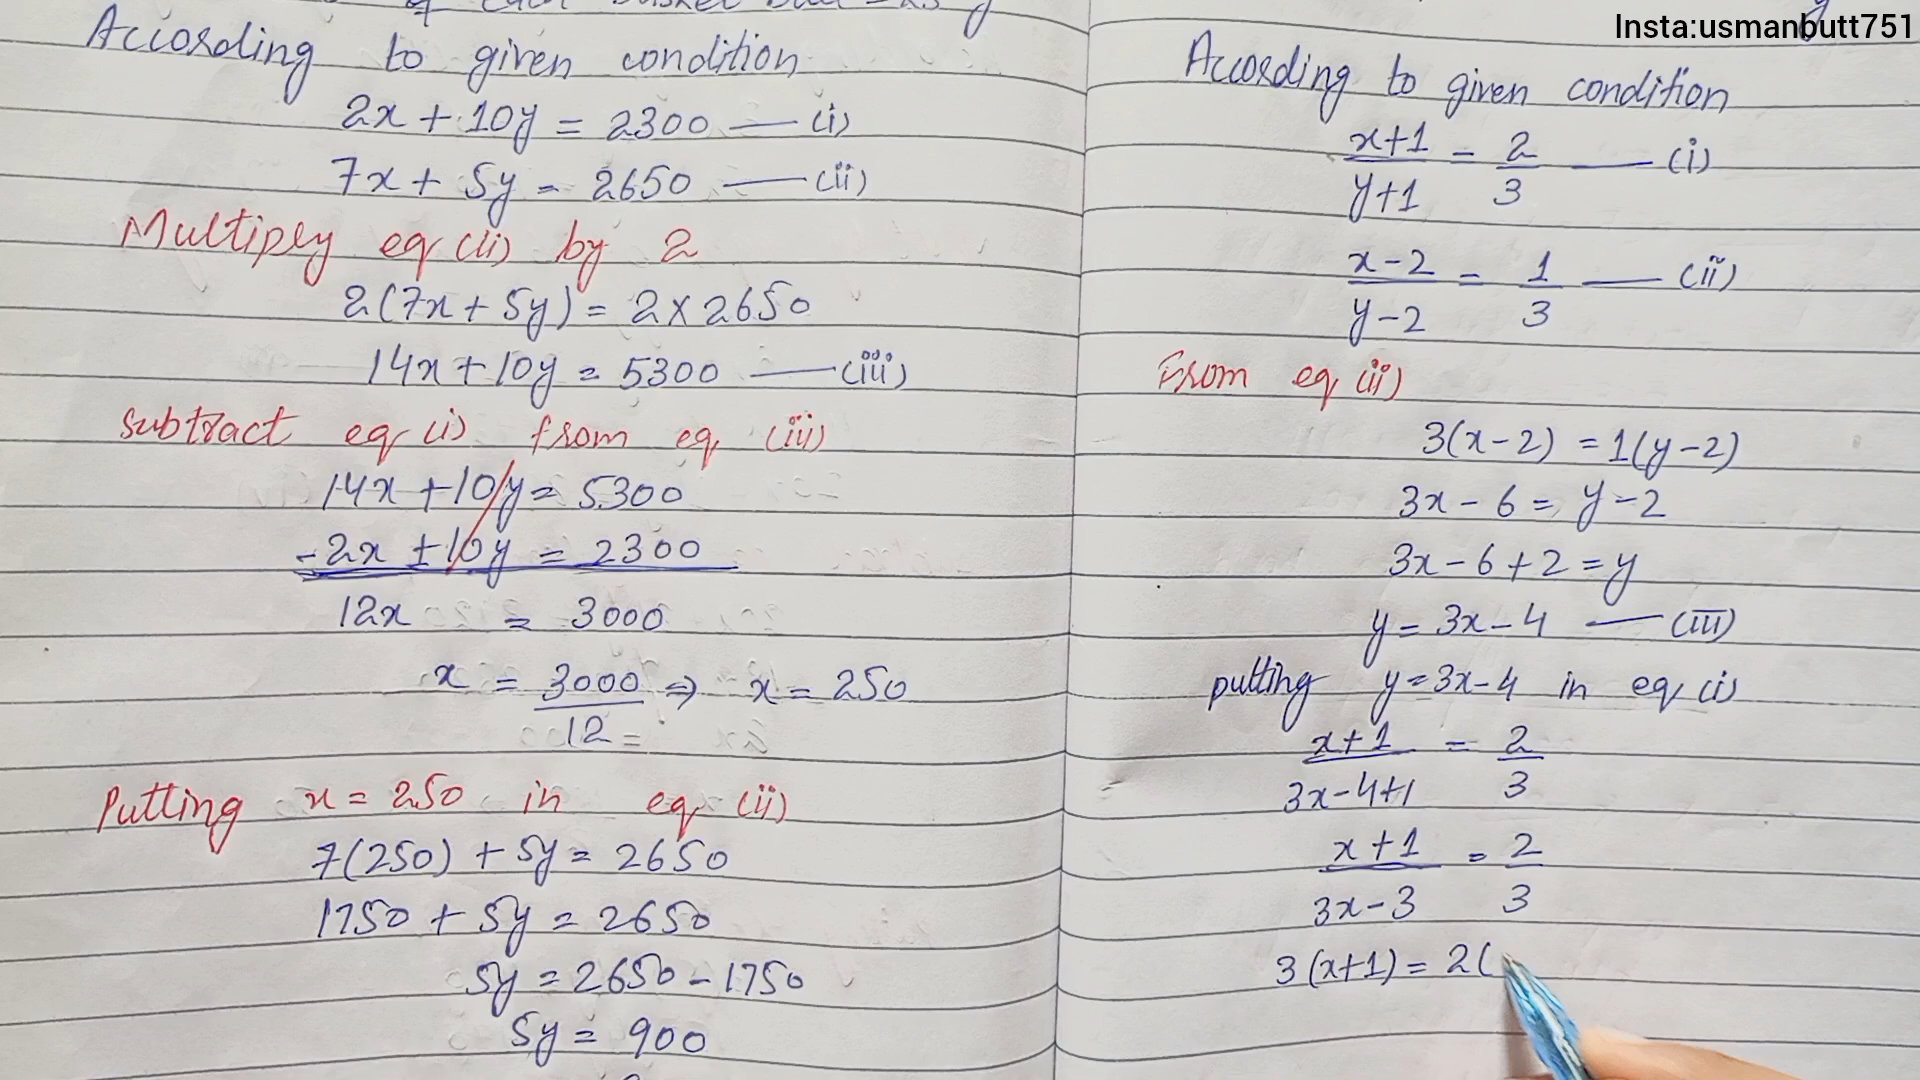 Insta:usmanbutt751
According to given condition
2x + 10y = 2300 — (i)
7x + 5y = 2650 — (ii)
Multiply eq (ii) by 2
2(7x + 5y) = 2 × 2650
14x + 10y = 5300 — (iii)
subtract eq (i) from eq (iii)
14x + 10y = 5300
-2x ± 10y = 2300
12x = 3000
x = 3000/12 ⇒ x = 250
Putting x = 250 in eq (ii)
7(250) + 5y = 2650
1750 + 5y = 2650
5y = 2650 - 1750
5y = 900
According to given condition
x+1/y+1 = 2/3 — (i)
x-2/y-2 = 1/3 — (ii)
From eq (ii)
3(x-2) = 1(y-2)
3x - 6 = y - 2
3x - 6 + 2 = y
y = 3x - 4 — (III)
putting y = 3x-4 in eq (i)
x+1/3x-4+1 = 2/3
x+1/3x-3 = 2/3
3(x+1) = 2(